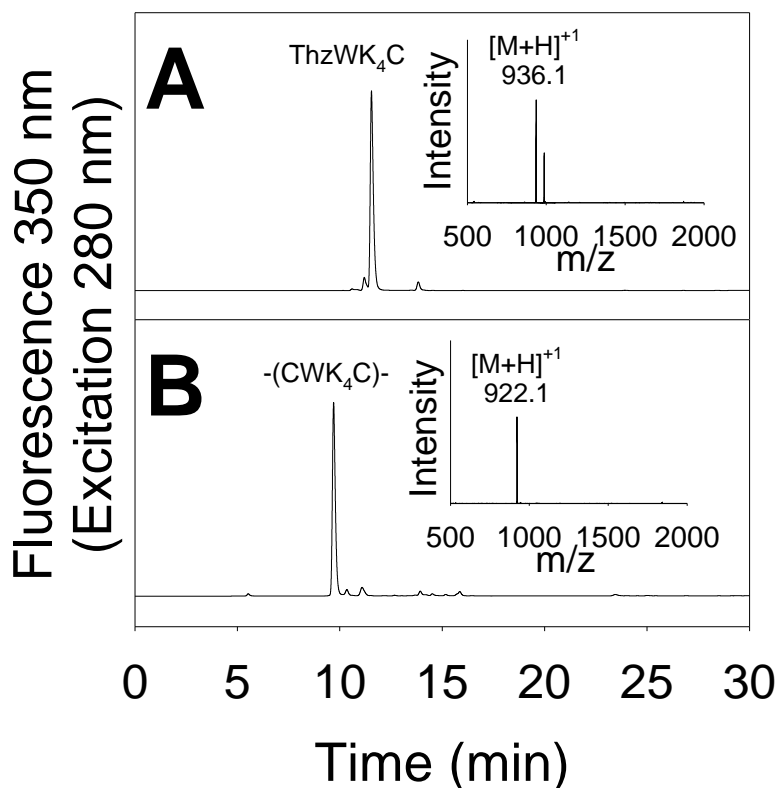 Fluorescence 350 nm
(Excitation 280 nm)
A
ThzWK₄C
Intensity
[M+H]⁺¹
936.1
500 1000 1500 2000
m/z
B
-(CWK₄C)-
Intensity
[M+H]⁺¹
922.1
500 1000 1500 2000
m/z
0 5 10 15 20 25 30
Time (min)